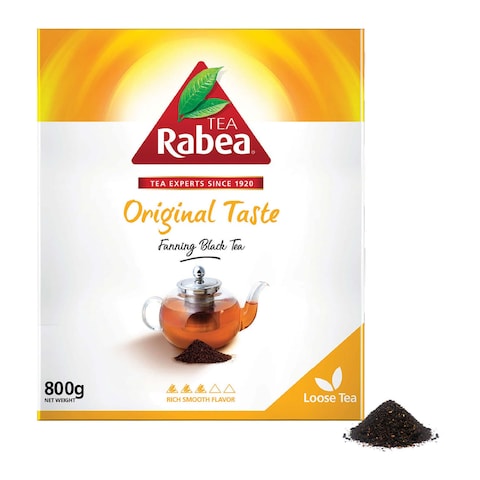 TEA
Rabea®
TEA EXPERTS SINCE 1920
Original Taste
Fanning Black Tea
800g
NET WEIGHT
RICH SMOOTH FLAVOR
Loose Tea